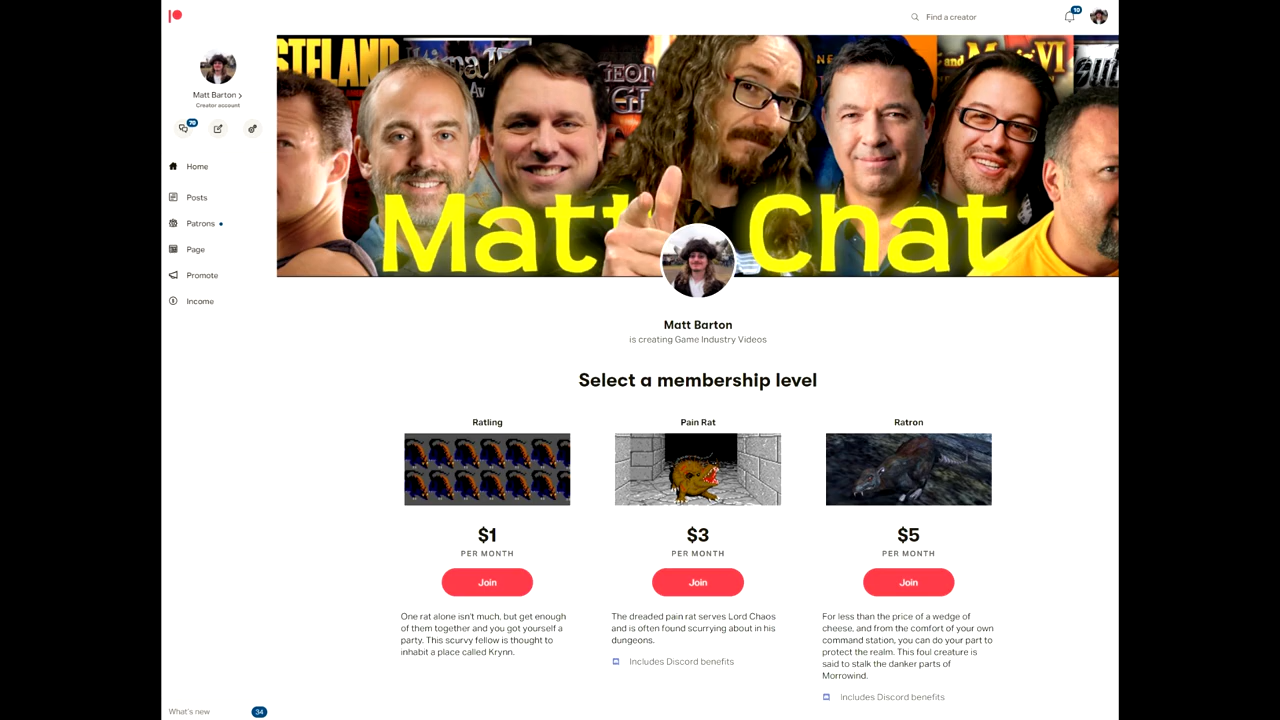 Find a creator
10
STELAND
and Magic VI
Matt Barton
Creator account
70
Home
Posts
Patrons
Page
Promote
Income
Matt Chat
Matt Barton
is creating Game Industry Videos
Select a membership level
Ratling
Pain Rat
Ratron
$1
$3
$5
PER MONTH
PER MONTH
PER MONTH
Join
Join
Join
One rat alone isn't much, but get enough
of them together and you got yourself a
party. This scurvy fellow is thought to
inhabit a place called Krynn.
The dreaded pain rat serves Lord Chaos
and is often found scurrying about in his
dungeons.
Includes Discord benefits
For less than the price of a wedge of
cheese, and from the comfort of your own
command station, you can do your part to
protect the realm. This foul creature is
said to stalk the danker parts of
Morrowind.
Includes Discord benefits
What's new
34